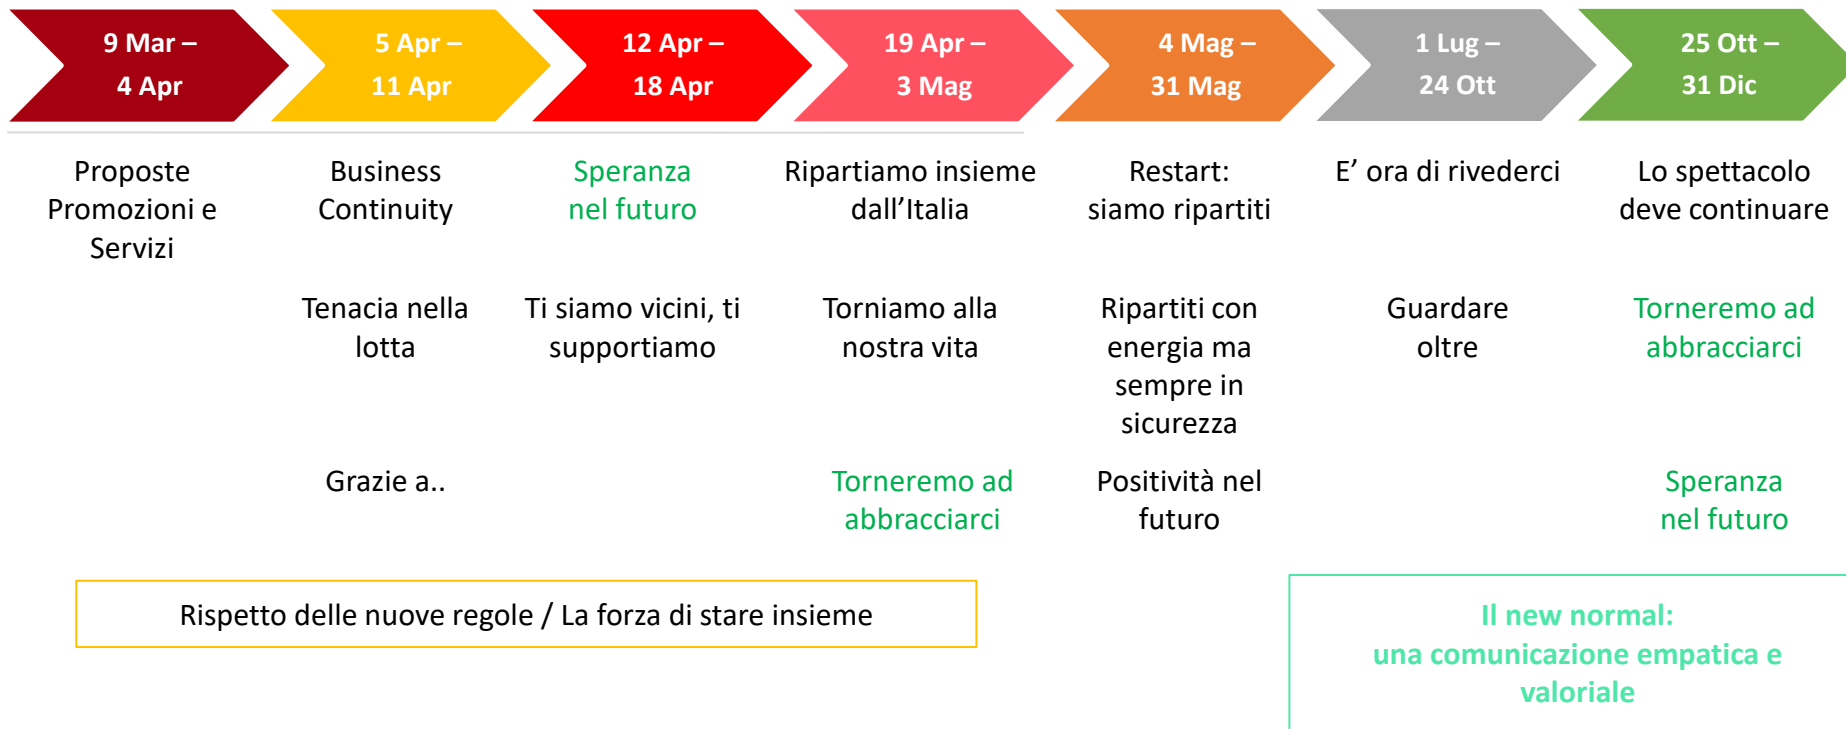 9 Mar –
4 Apr
5 Apr –
11 Apr
12 Apr –
18 Apr
19 Apr –
3 Mag
4 Mag –
31 Mag
1 Lug –
24 Ott
25 Ott –
31 Dic
Proposte
Promozioni e
Servizi
Business
Continuity
Speranza
nel futuro
Ripartiamo insieme
dall’Italia
Restart:
siamo ripartiti
E’ ora di rivederci
Lo spettacolo
deve continuare
Tenacia nella
lotta
Ti siamo vicini, ti
supportiamo
Torniamo alla
nostra vita
Ripartiti con
energia ma
sempre in
sicurezza
Guardare
oltre
Torneremo ad
abbracciarci
Grazie a..
Torneremo ad
abbracciarci
Positività nel
futuro
Speranza
nel futuro
Rispetto delle nuove regole / La forza di stare insieme
Il new normal:
una comunicazione empatica e
valoriale